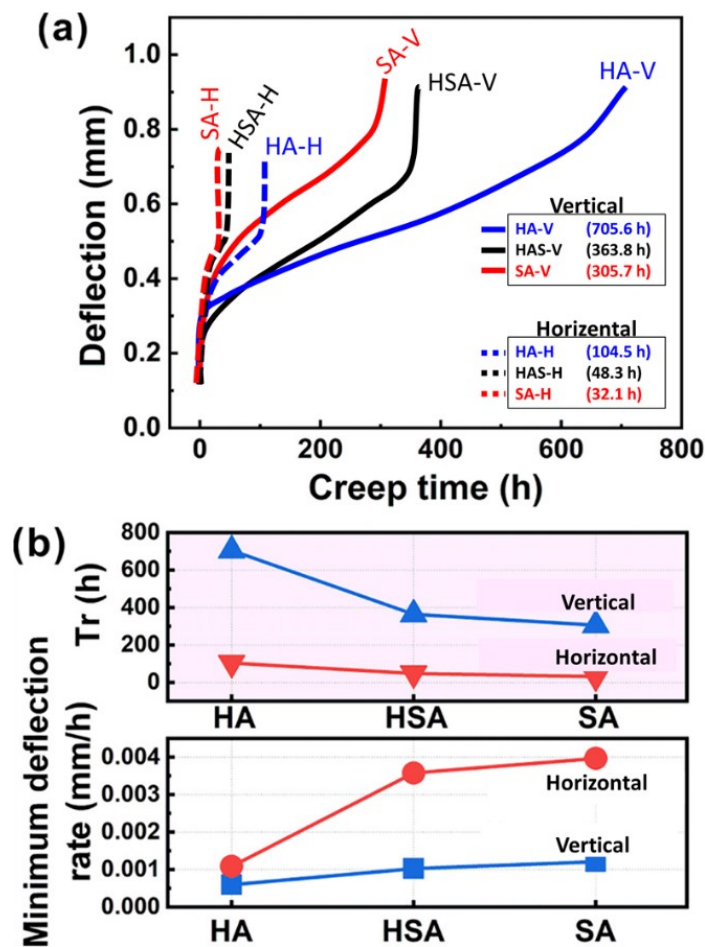 (a)
Deflection (mm)
1.0
0.8
0.6
0.4
0.2
0.0
SA-H
HSA-H
HA-H
SA-V
HSA-V
HA-V
Vertical
HA-V (705.6 h)
HAS-V (363.8 h)
SA-V (305.7 h)
Horizental
HA-H (104.5 h)
HAS-H (48.3 h)
SA-H (32.1 h)
0 200 400 600 800
Creep time (h)
(b)
Tr (h)
800
600
400
200
0
Vertical
Horizontal
HA HSA SA
Minimum deflection
rate (mm/h)
0.004
0.003
0.002
0.001
0.000
Horizontal
Vertical
HA HSA SA